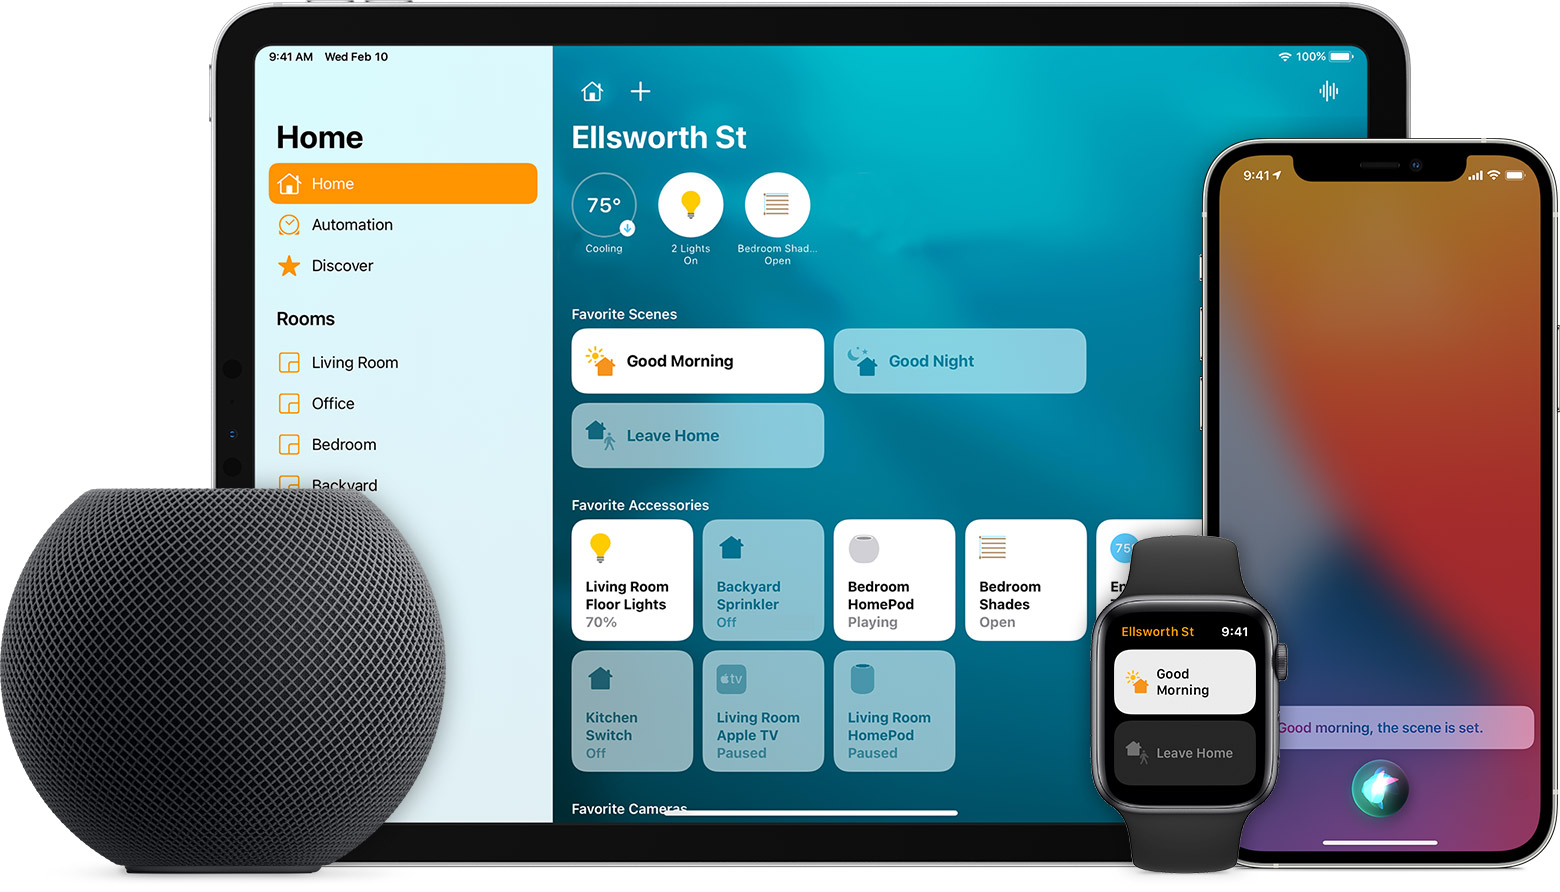 9:41 AM Wed Feb 10
100%
Home
Home
Automation
Discover
Rooms
Living Room
Office
Bedroom
Backyard
Ellsworth St
75°
Cooling
2 Lights
On
Bedroom Shad...
Open
Favorite Scenes
Good Morning
Good Night
Leave Home
Favorite Accessories
Living Room
Floor Lights
70%
Backyard
Sprinkler
Off
Bedroom
HomePod
Playing
Bedroom
Shades
Open
75
Kitchen
Switch
Off
tv
Living Room
Apple TV
Paused
Living Room
HomePod
Paused
Favorite Cameras
Ellsworth St 9:41
Good
Morning
Leave Home
9:41
Good morning, the scene is set.